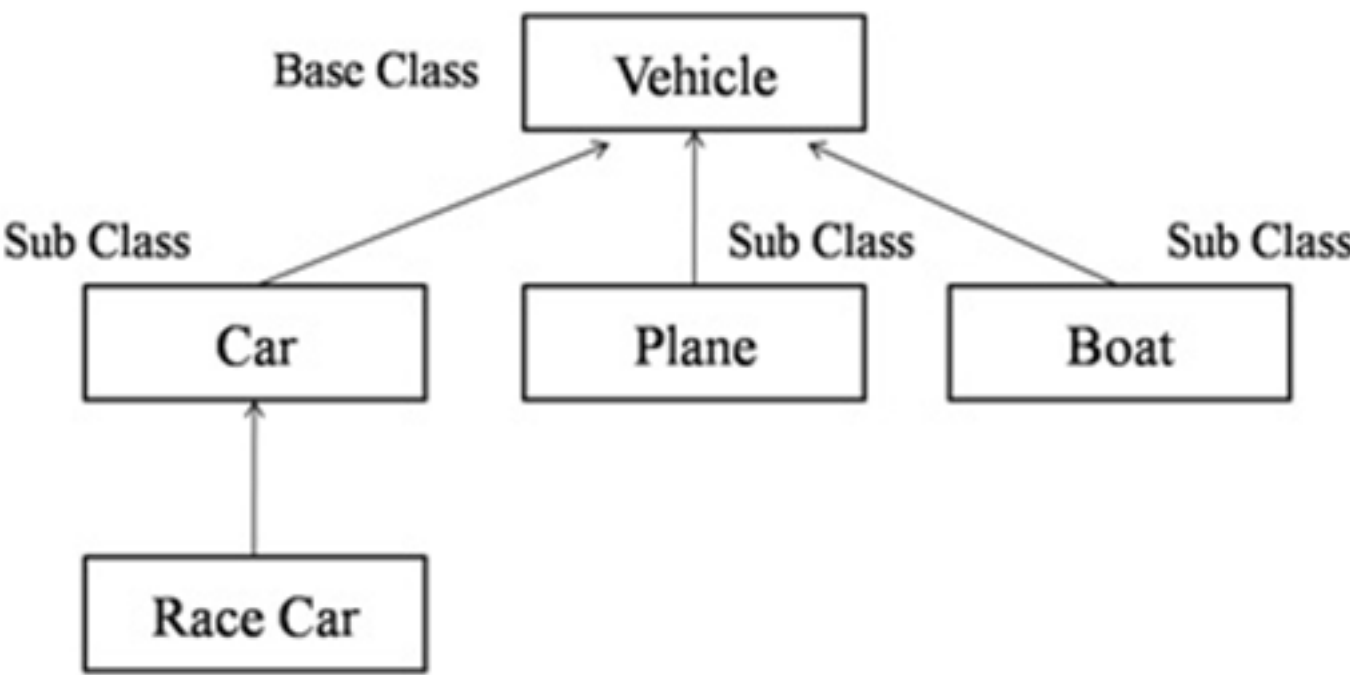 Base Class
Vehicle
Sub Class
Sub Class
Sub Class
Car
Plane
Boat
Race Car